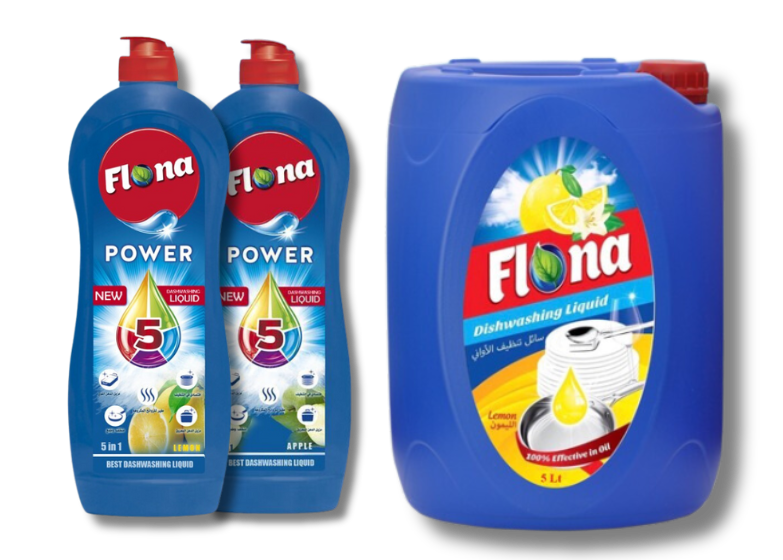 Flona
POWER
NEW
DASHWASHING
LIQUID
5
5 in 1
LEMON
BEST DASHWASHING LIQUID
Flona
POWER
NEW
DASHWASHING
LIQUID
5
APPLE
BEST DASHWASHING LIQUID
Flona
Dishwashing Liquid
سائل تنظيف الأواني
Lemon
الليمون
100% Effective in Oil
5 Lt